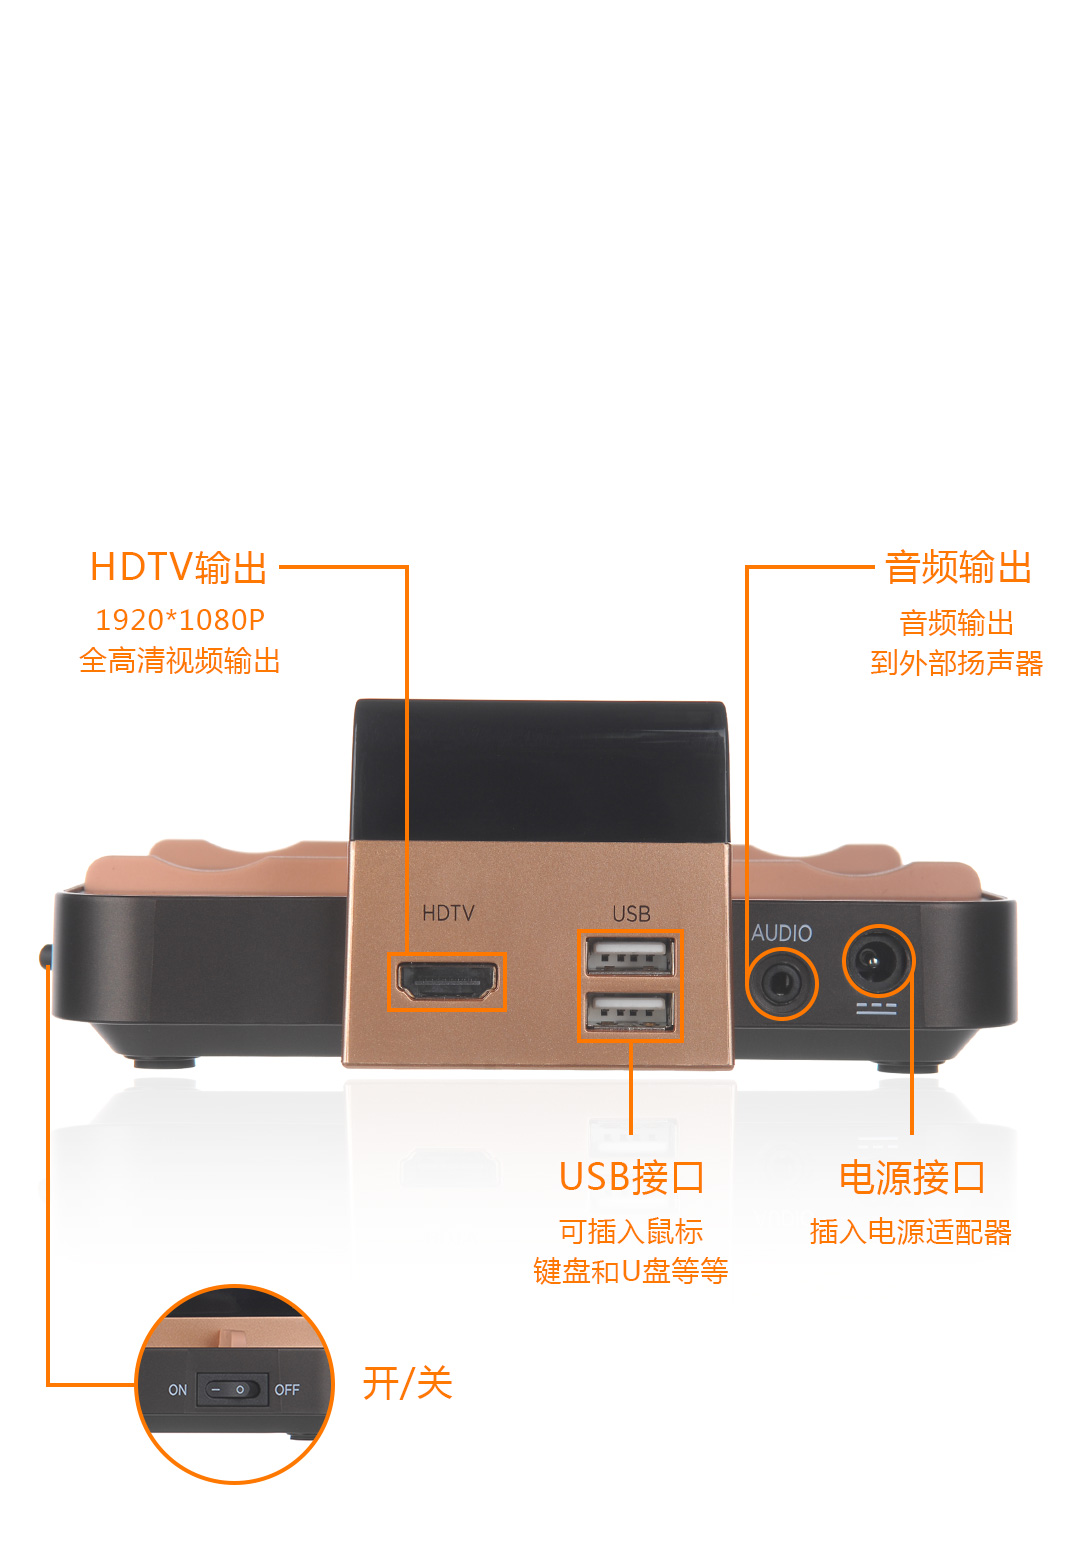 HDTV输出
1920*1080P
全高清视频输出
音频输出
音频输出
到外部扬声器
HDTV
USB
AUDIO
USB接口
可插入鼠标
键盘和U盘等等
电源接口
插入电源适配器
ON
OFF
开/关